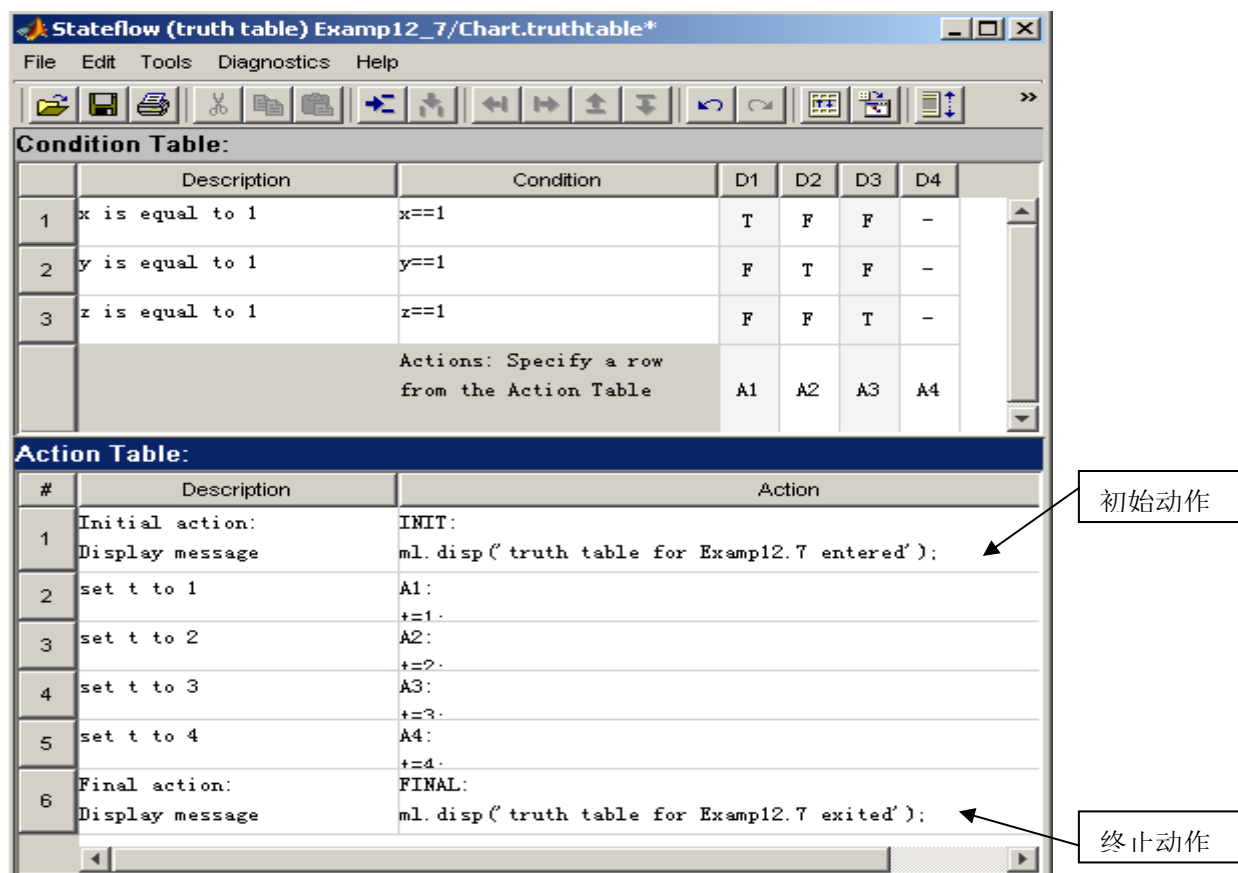 Stateflow (truth table) Examp12_7/Chart.truthtable*
File Edit Tools Diagnostics Help
»
Condition Table:
Description Condition D1 D2 D3 D4
1 x is equal to 1 x==1 T F F -
2 y is equal to 1 y==1 F T F -
3 z is equal to 1 z==1 F F T -
Actions: Specify a row
from the Action Table A1 A2 A3 A4
Action Table:
# Description Action
初始动作
1 Initial action: INIT:
Display message ml.disp('truth table for Examp12.7 entered');
2 set t to 1 A1:
t=1;
3 set t to 2 A2:
t=2;
4 set t to 3 A3:
t=3;
5 set t to 4 A4:
t=4;
6 Final action: FINAL:
Display message ml.disp('truth table for Examp12.7 exited');
终止动作